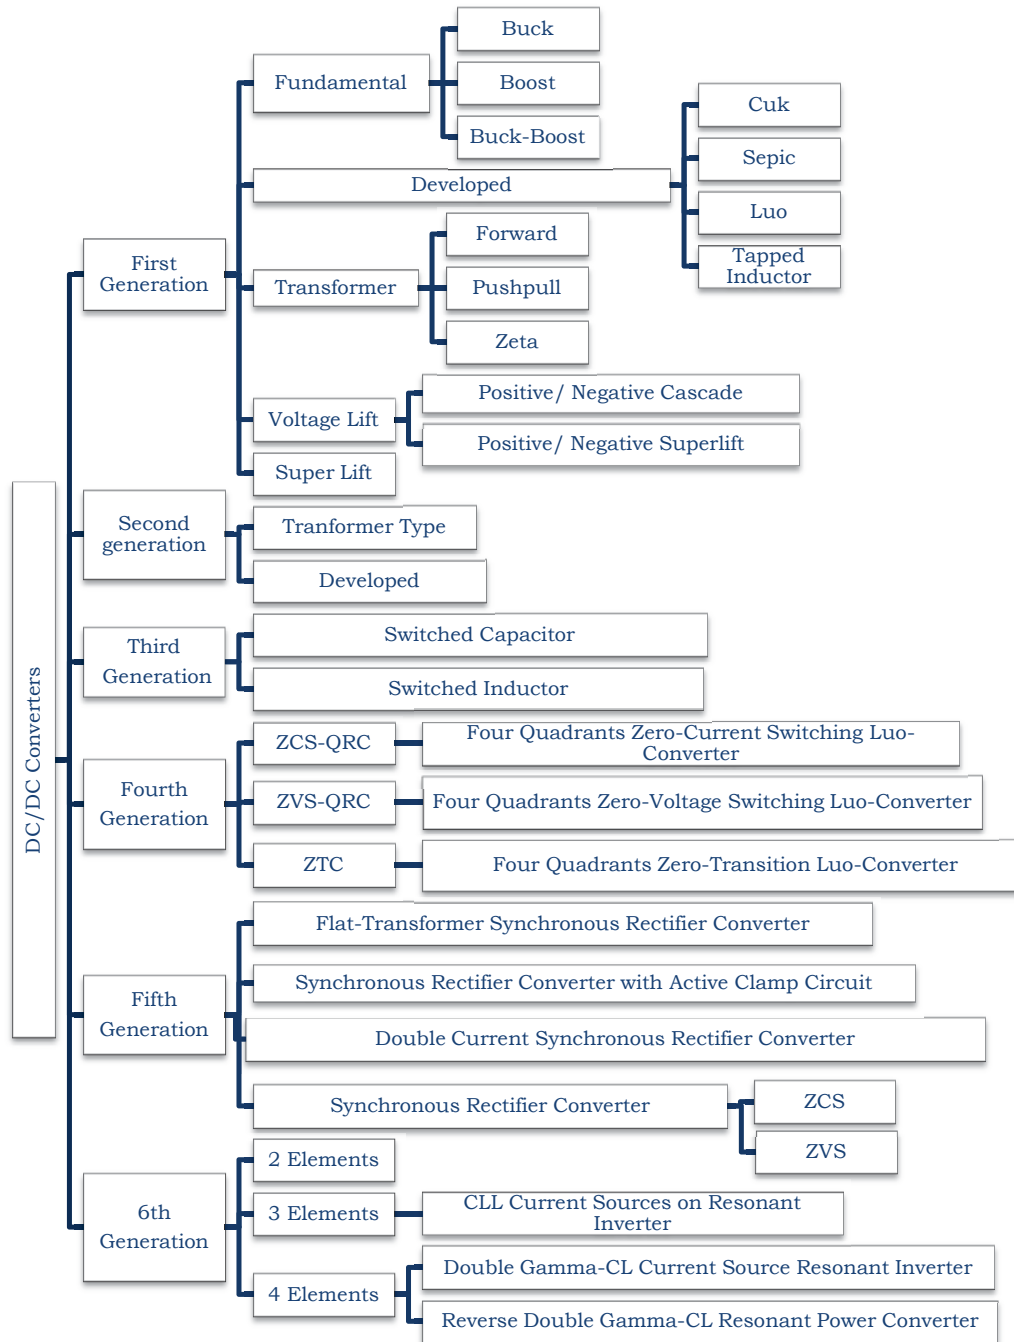 DC/DC Converters
First
Generation
Fundamental
Buck
Boost
Buck-Boost
Developed
Cuk
Sepic
Luo
Tapped
Inductor
Transformer
Forward
Pushpull
Zeta
Voltage Lift
Positive/ Negative Cascade
Positive/ Negative Superlift
Super Lift
Second
generation
Tranformer Type
Developed
Third
Generation
Switched Capacitor
Switched Inductor
Fourth
Generation
ZCS-QRC
Four Quadrants Zero-Current Switching Luo-
Converter
ZVS-QRC
Four Quadrants Zero-Voltage Switching Luo-Converter
ZTC
Four Quadrants Zero-Transition Luo-Converter
Fifth
Generation
Flat-Transformer Synchronous Rectifier Converter
Synchronous Rectifier Converter with Active Clamp Circuit
Double Current Synchronous Rectifier Converter
Synchronous Rectifier Converter
ZCS
ZVS
6th
Generation
2 Elements
3 Elements
CLL Current Sources on Resonant
Inverter
4 Elements
Double Gamma-CL Current Source Resonant Inverter
Reverse Double Gamma-CL Resonant Power Converter